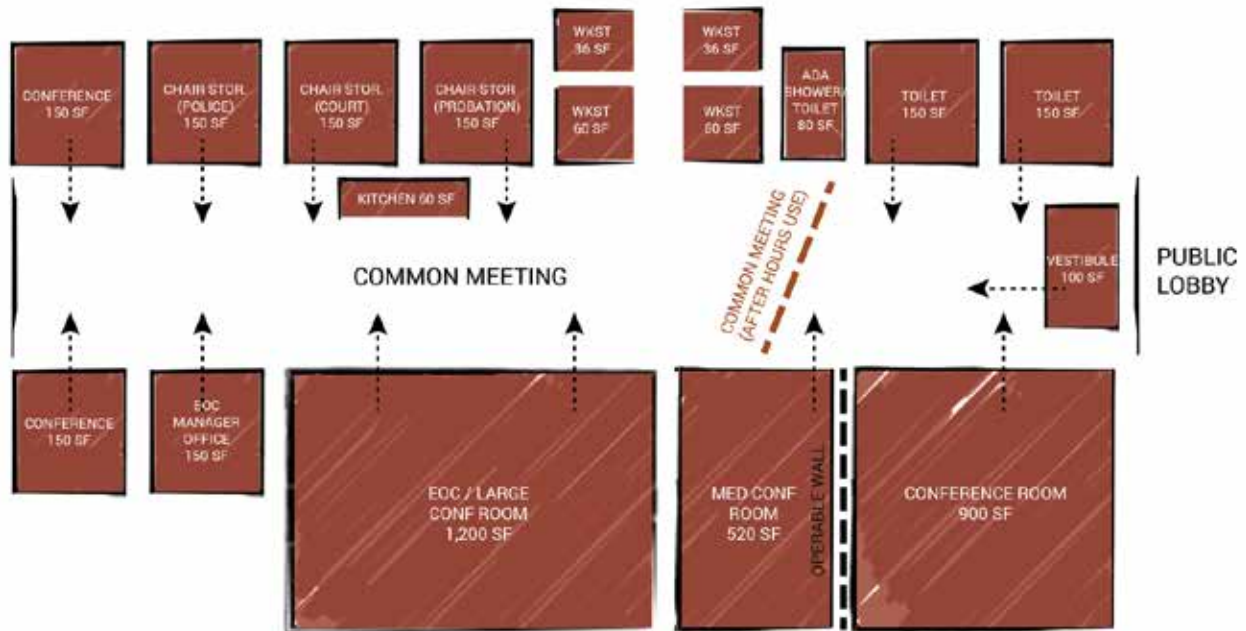 CONFERENCE
150 SF
CHAIR STOR.
(POLICE)
150 SF
CHAIR STOR.
(COURT)
150 SF
CHAIR STOR
(PROBATION)
150 SF
WKST
36 SF
WKST
60 SF
WKST
36 SF
WKST
60 SF
ADA
SHOWER/
TOILET
80 SF
TOILET
150 SF
TOILET
150 SF
KITCHEN 60 SF
COMMON MEETING
COMMON MEETING
(AFTER HOURS USE)
VESTIBULE
100 SF
PUBLIC
LOBBY
CONFERENCE
150 SF
EOC
MANAGER
OFFICE
150 SF
EOC / LARGE
CONF ROOM
1,200 SF
MED CONF
ROOM
520 SF
OPERABLE WALL
CONFERENCE ROOM
900 SF